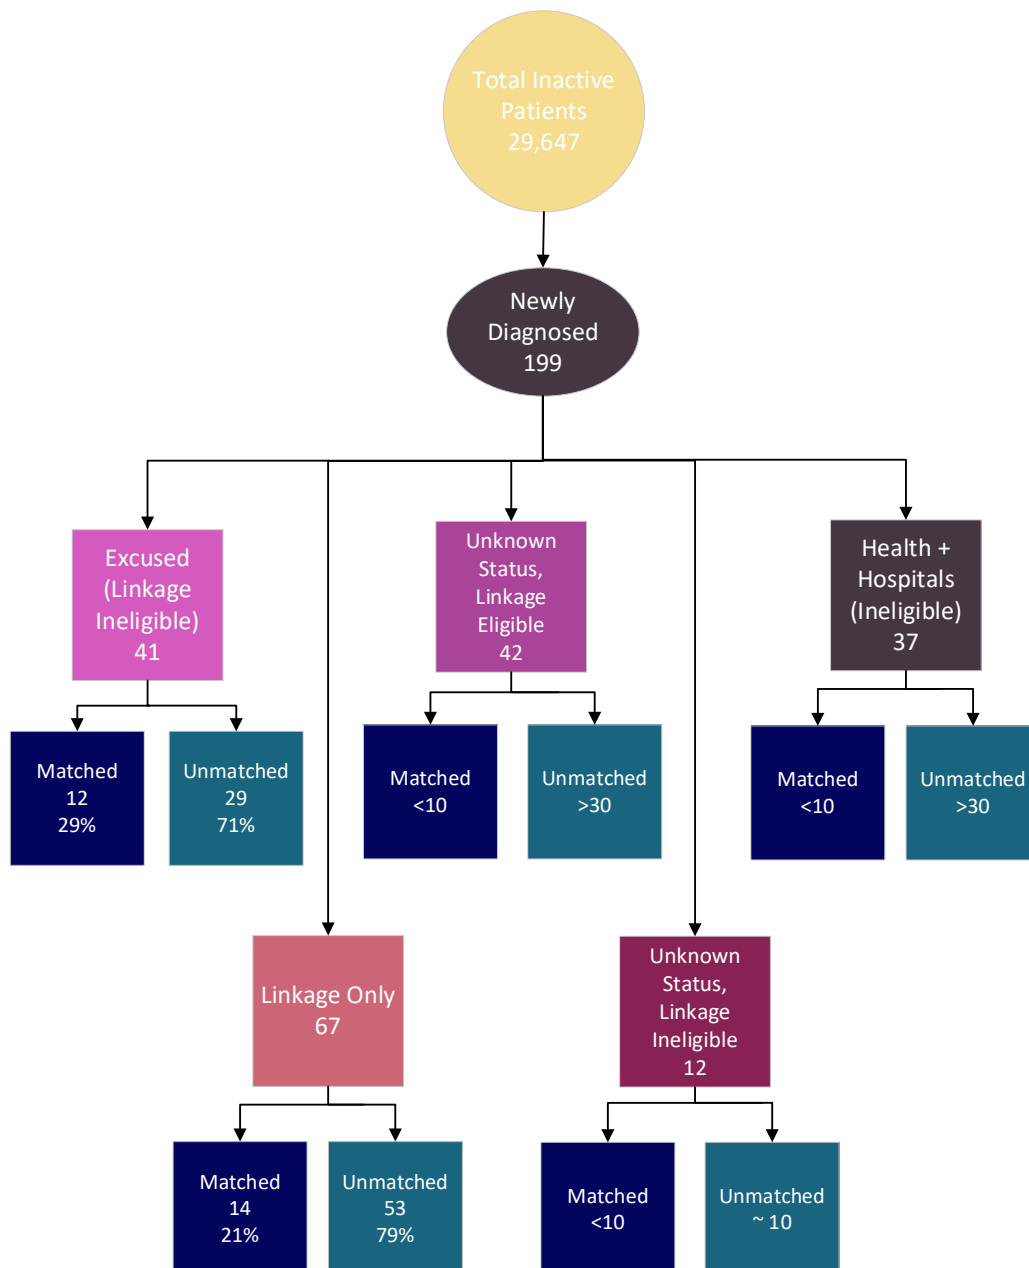 Total Inactive
Patients
29,647
Newly
Diagnosed
199
Excused
(Linkage
Ineligible)
41
Unknown
Status,
Linkage
Eligible
42
Health +
Hospitals
(Ineligible)
37
Matched
12
29%
Unmatched
29
71%
Matched
<10
Unmatched
>30
Matched
<10
Unmatched
>30
Linkage Only
67
Unknown
Status,
Linkage
Ineligible
12
Matched
14
21%
Unmatched
53
79%
Matched
<10
Unmatched
~ 10